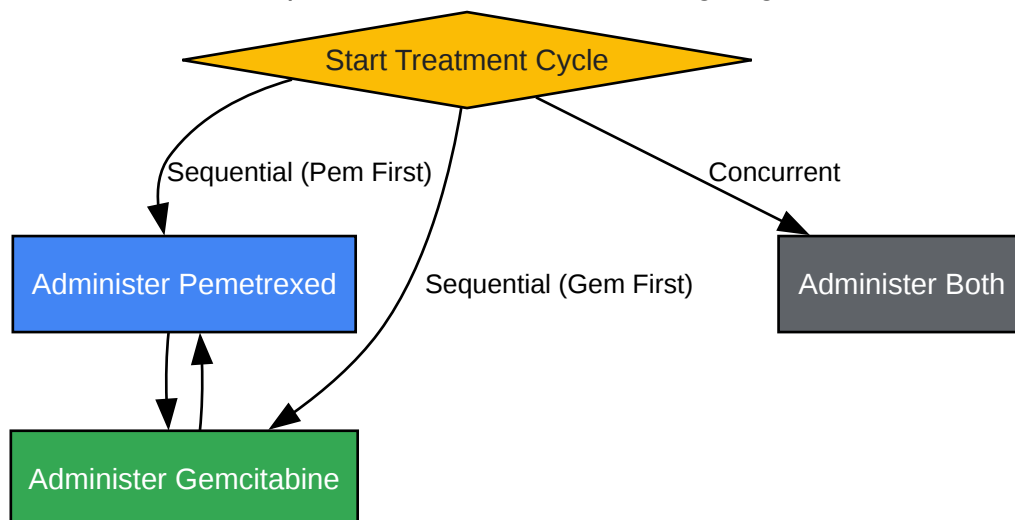 Start Treatment Cycle
Sequential (Pem First)
Concurrent
Administer Pemetrexed
Sequential (Gem First)
Administer Both
Administer Gemcitabine